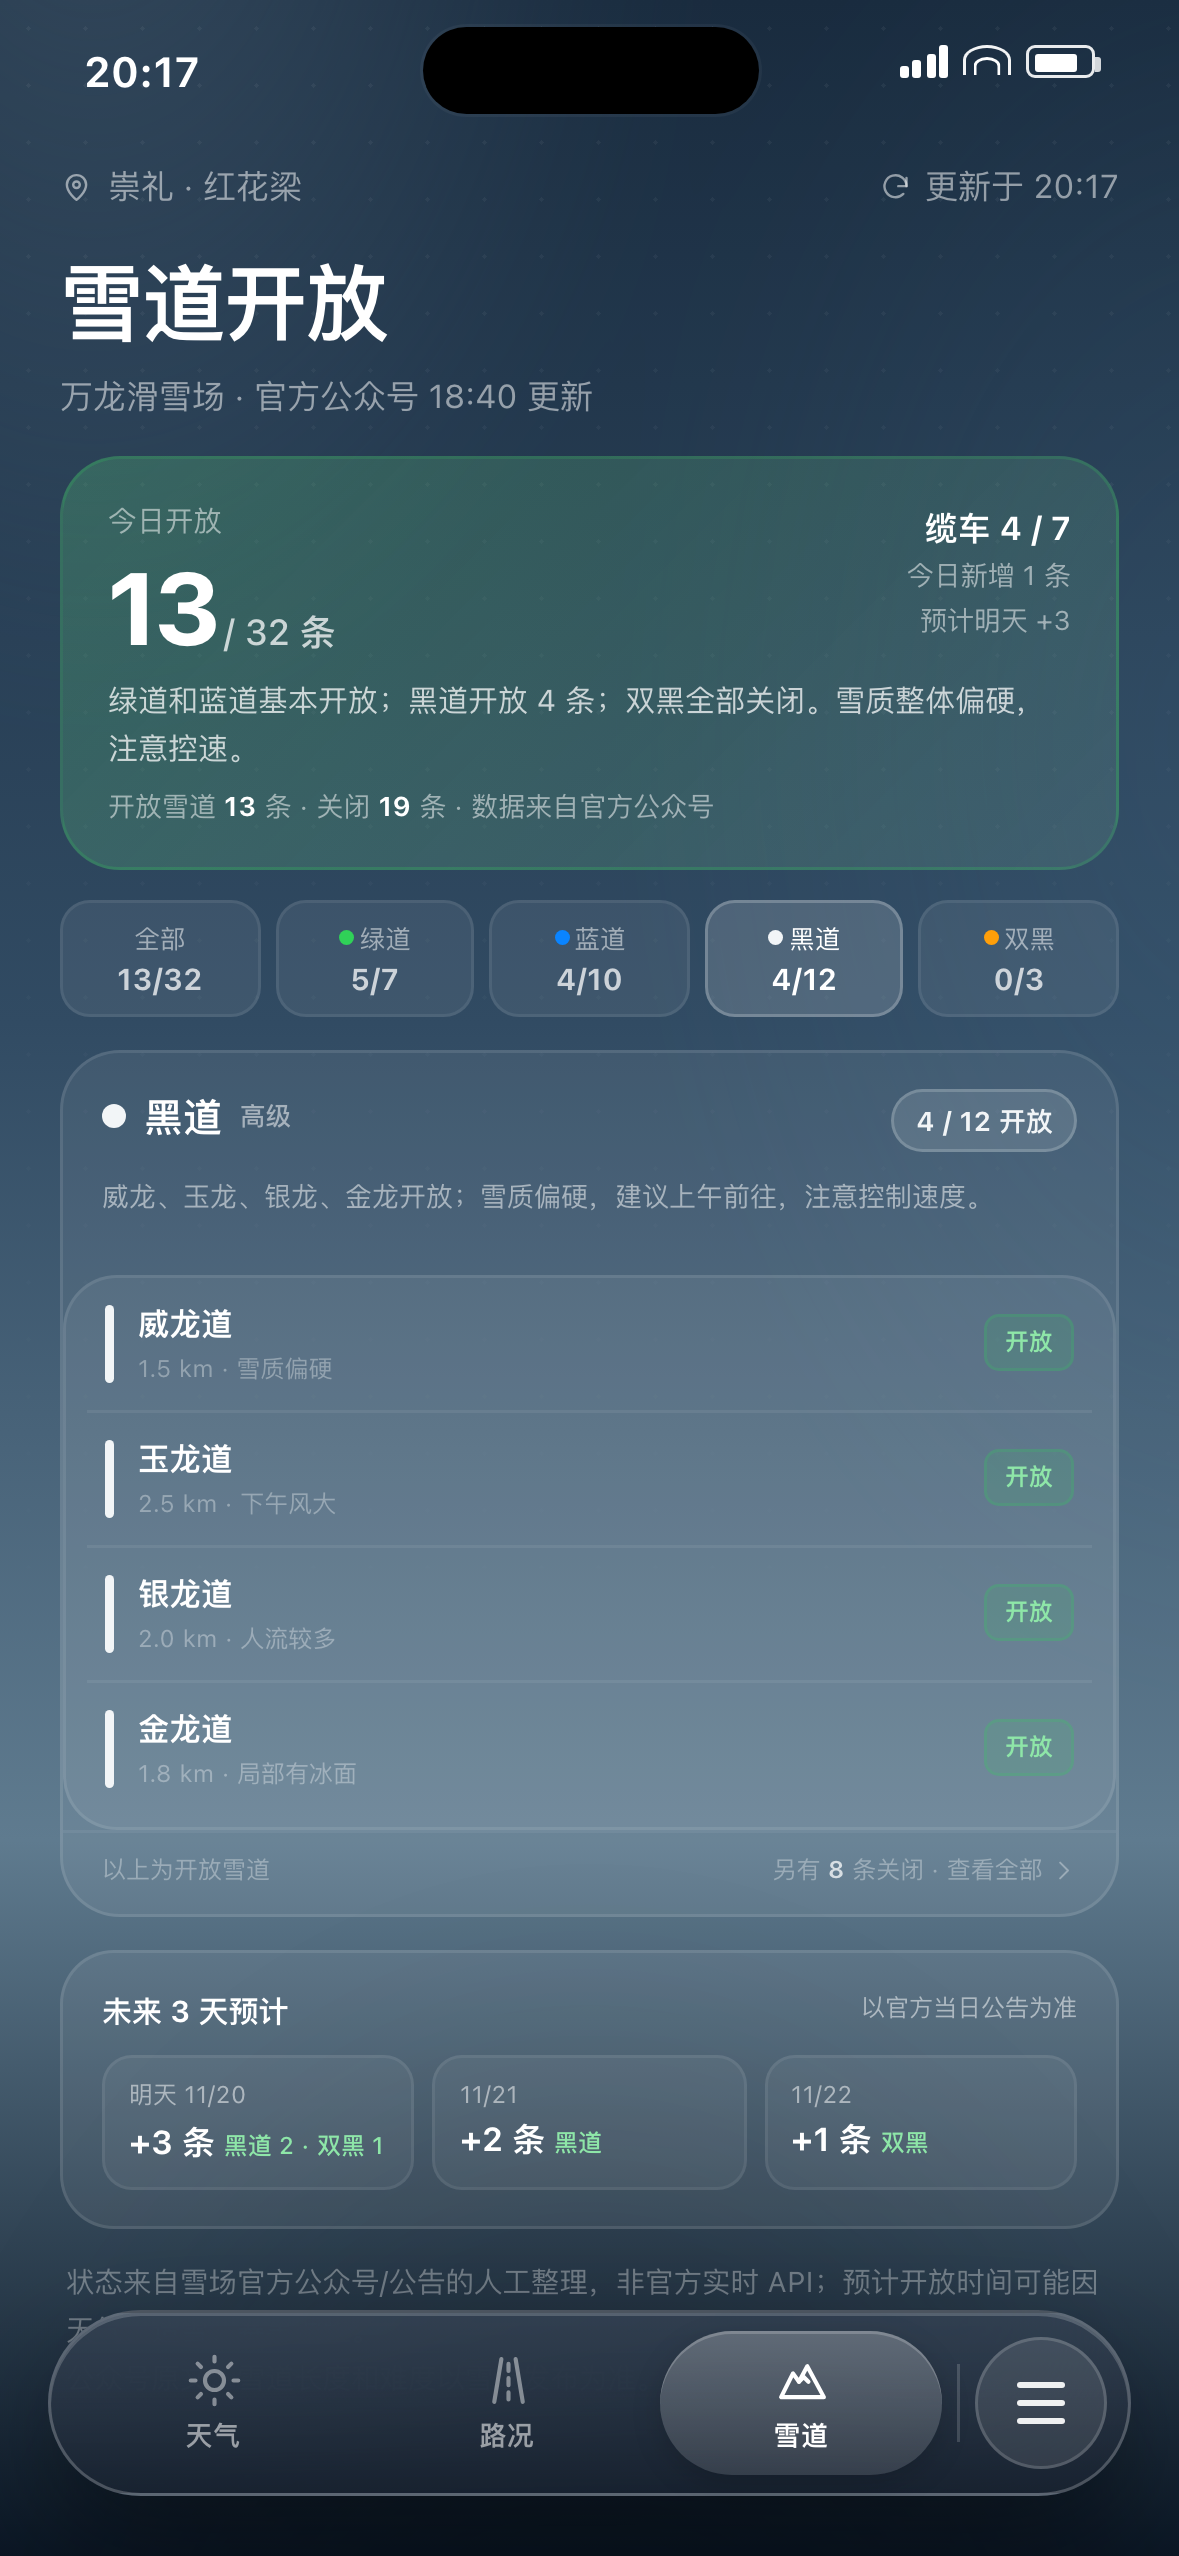 20:17
崇礼 · 红花梁
更新于 20:17
雪道开放
万龙滑雪场 · 官方公众号 18:40 更新
今日开放
13 / 32 条
缆车 4 / 7
今日新增 1 条
预计明天 +3
绿道和蓝道基本开放；黑道开放 4 条；双黑全部关闭。雪质整体偏硬，
注意控速。
开放雪道 13 条 · 关闭 19 条 · 数据来自官方公众号
全部
13/32
绿道
5/7
蓝道
4/10
黑道
4/12
双黑
0/3
黑道 高级
4 / 12 开放
威龙、玉龙、银龙、金龙开放；雪质偏硬，建议上午前往，注意控制速度。
威龙道
1.5 km · 雪质偏硬
开放
玉龙道
2.5 km · 下午风大
开放
银龙道
2.0 km · 人流较多
开放
金龙道
1.8 km · 局部有冰面
开放
以上为开放雪道
另有 8 条关闭 · 查看全部
未来 3 天预计
以官方当日公告为准
明天 11/20
+3 条 黑道 2 · 双黑 1
11/21
+2 条 黑道
11/22
+1 条 双黑
状态来自雪场官方公众号/公告的人工整理，非官方实时 API；预计开放时间可能因
天气
路况
雪道